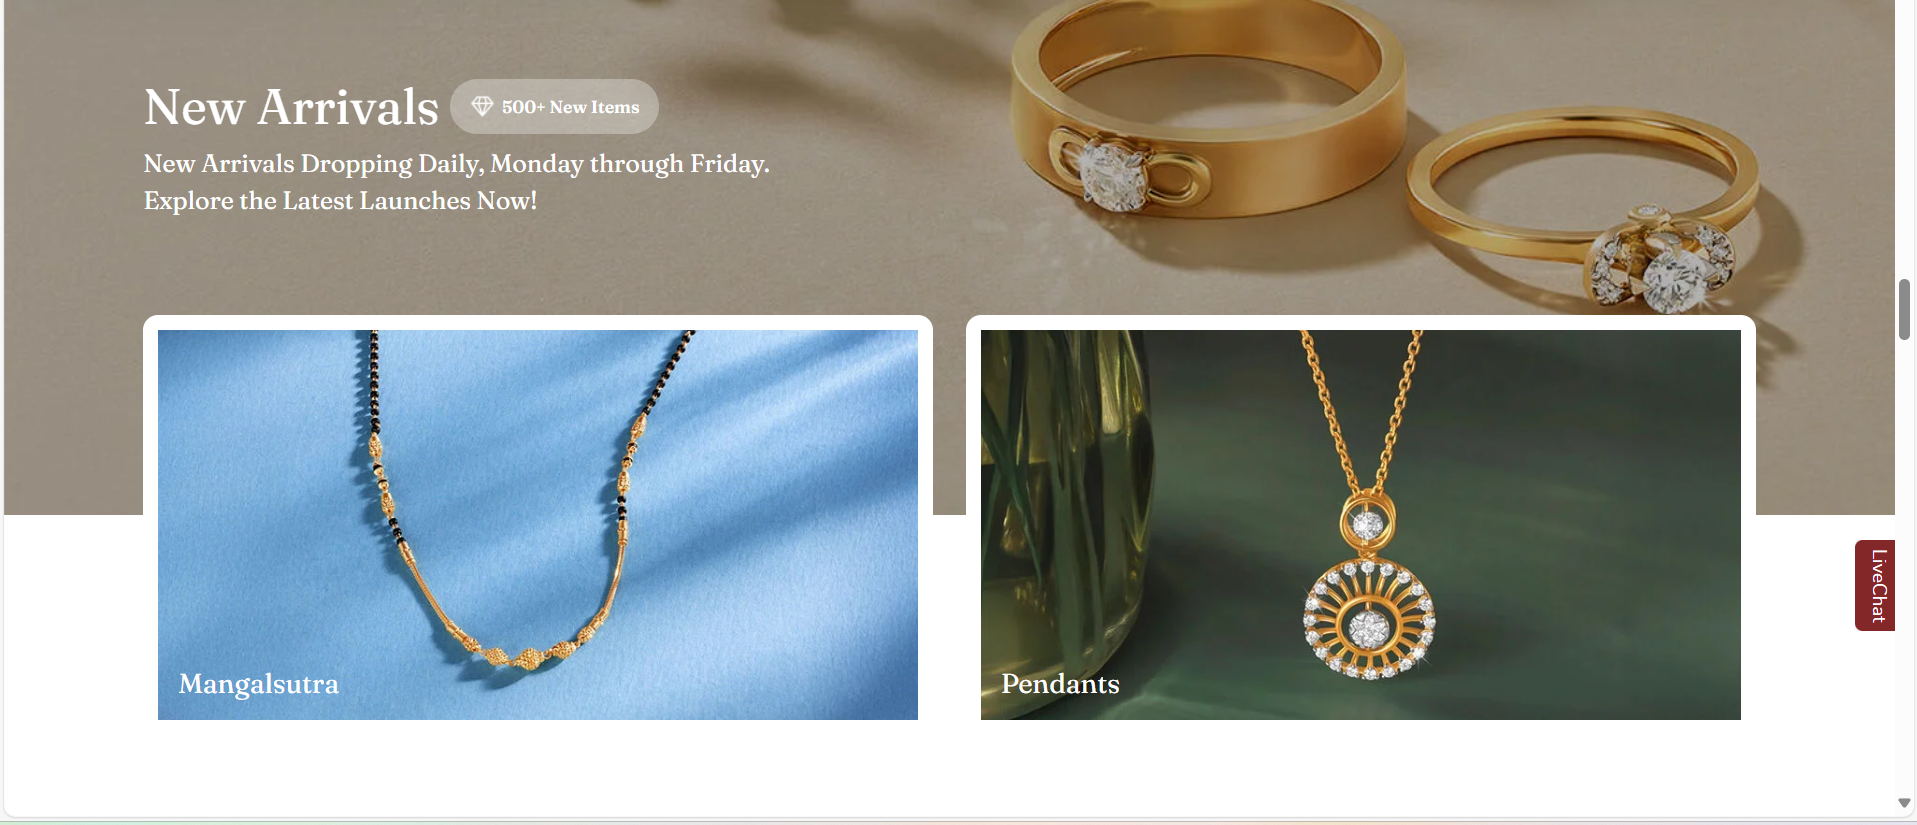 New Arrivals
500+ New Items
New Arrivals Dropping Daily, Monday through Friday.
Explore the Latest Launches Now!
Mangalsutra
Pendants
LiveChat